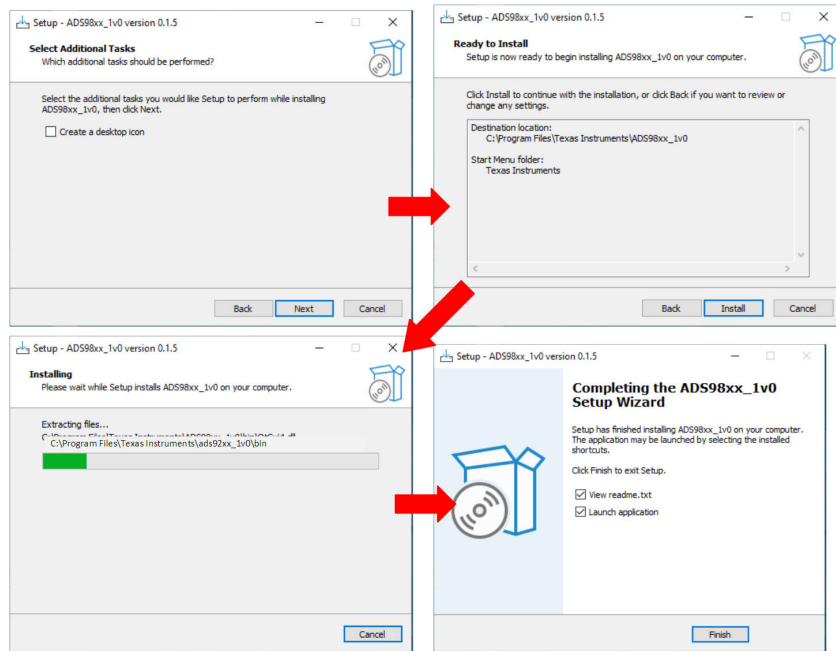 Setup - ADS98xx_1v0 version 0.1.5
Select Additional Tasks
Which additional tasks should be performed?
Select the additional tasks you would like Setup to perform while installing
ADS98xx_1v0, then click Next.
Create a desktop icon
Back Next Cancel
Setup - ADS98xx_1v0 version 0.1.5
Ready to Install
Setup is now ready to begin installing ADS98xx_1v0 on your computer.
Click Install to continue with the installation, or click Back if you want to review or
change any settings.
Destination location:
C:\Program Files\Texas Instruments\ADS98xx_1v0
Start Menu folder:
Texas Instruments
Back Install Cancel
Setup - ADS98xx_1v0 version 0.1.5
Installing
Please wait while Setup installs ADS98xx_1v0 on your computer.
Extracting files...
C:\Program Files\Texas Instruments\ads92xx_1v0\bin
Cancel
Setup - ADS98xx_1v0 version 0.1.5
Completing the ADS98xx_1v0
Setup Wizard
Setup has finished installing ADS98xx_1v0 on your computer.
The application may be launched by selecting the installed
shortcuts.
Click Finish to exit Setup.
View readme.txt
Launch application
Finish